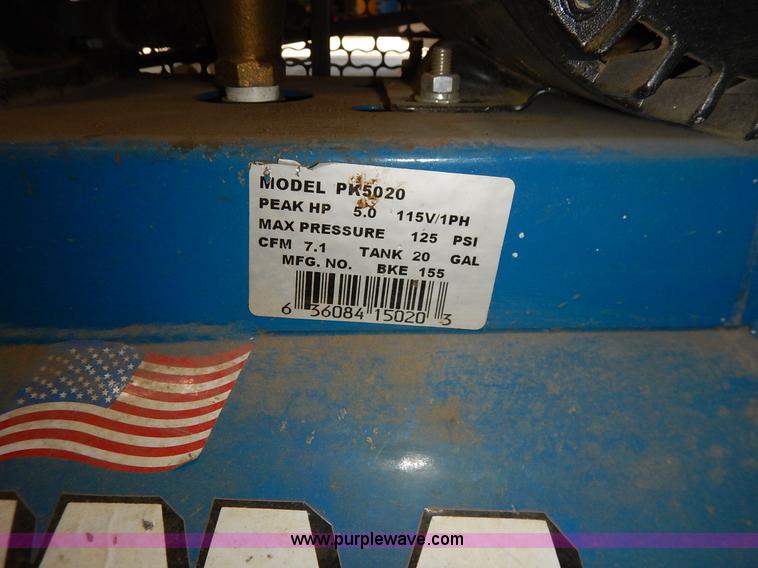 MODEL PK5020
PEAK HP 5.0 115V/1PH
MAX PRESSURE 125 PSI
CFM 7.1 TANK 20 GAL
MFG. NO. BKE 155
6 36084 15020 3
www.purplewave.com